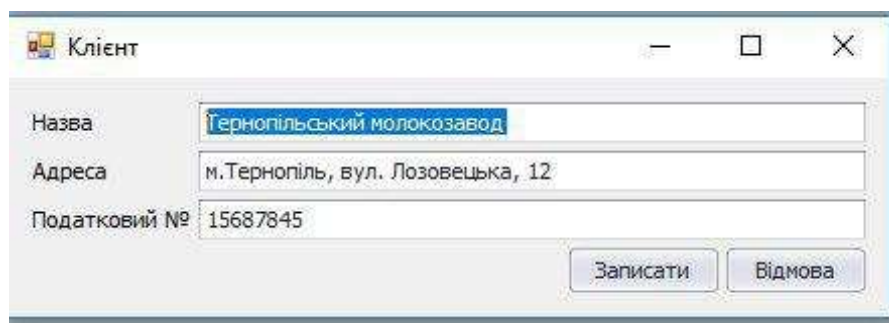 Клієнт
Назва Тернопільський молокозавод
Адреса м.Тернопіль, вул. Лозовецька, 12
Податковий № 15687845
Записати Відмова